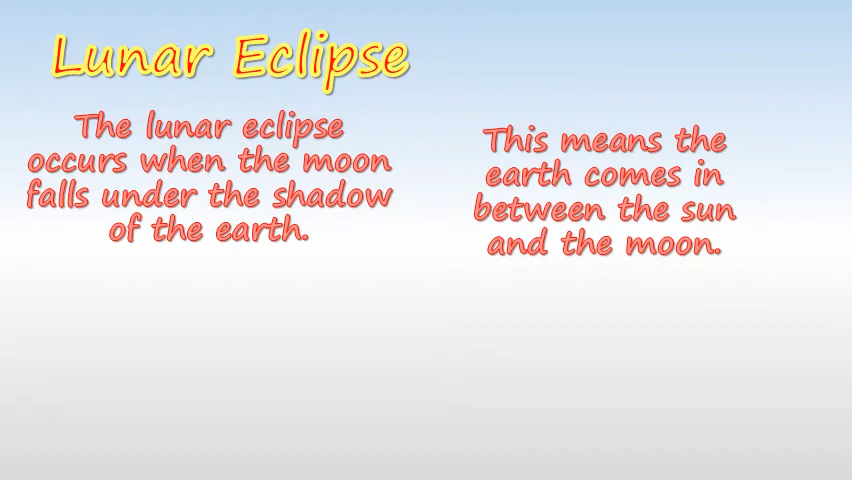 Lunar Eclipse
The lunar eclipse
occurs when the moon
falls under the shadow
of the earth.
This means the
earth comes in
between the sun
and the moon.